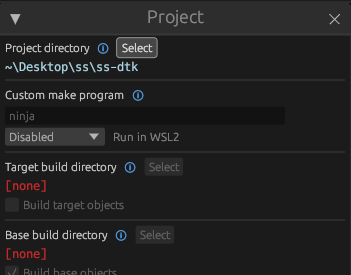 Project
Project directory ⓘ Select
~\Desktop\ss\ss-dtk
Custom make program ⓘ
ninja
Disabled Run in WSL2
Target build directory ⓘ Select
[none]
Build target objects
Base build directory ⓘ Select
[none]
Build base objects